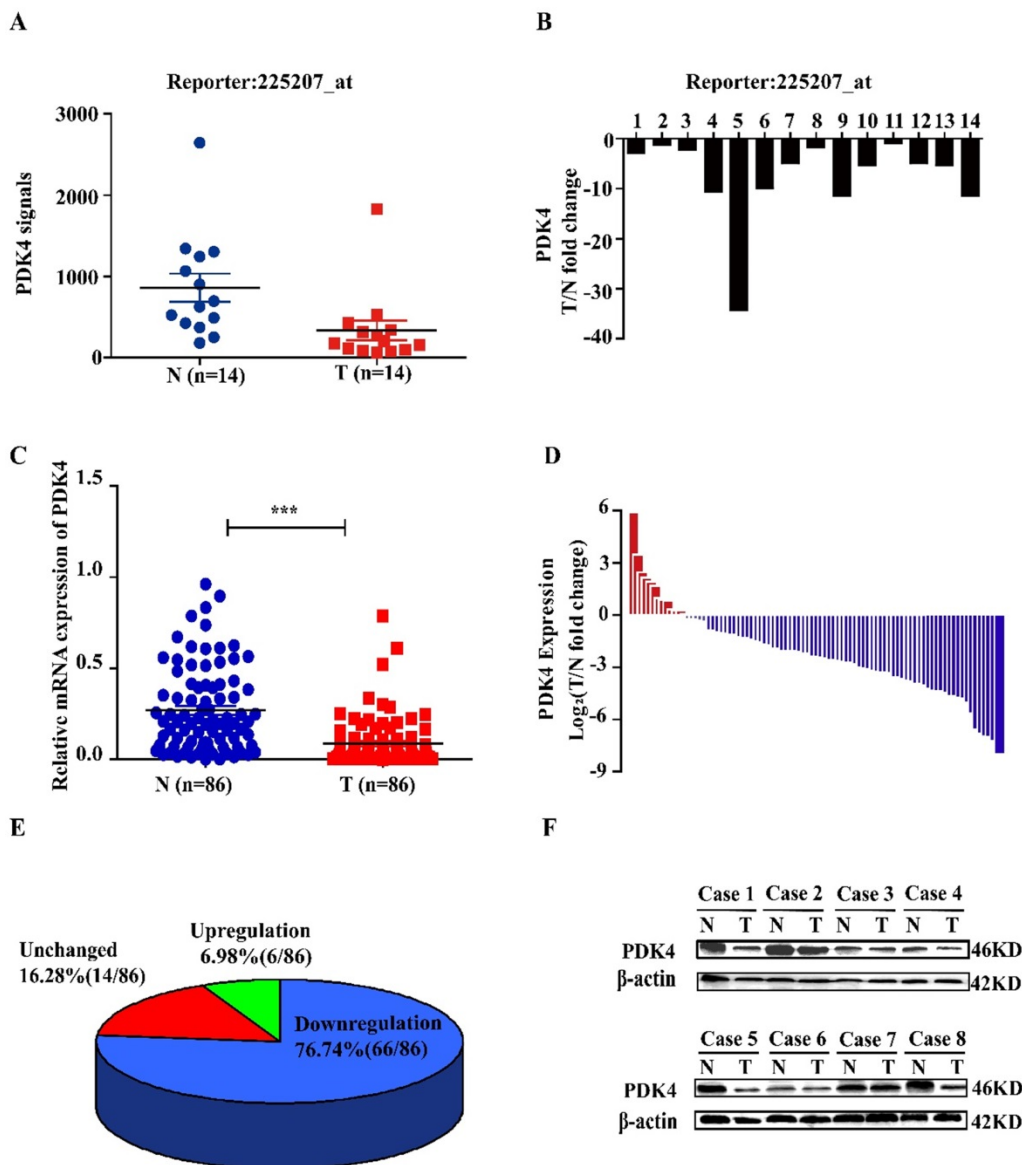 A
B
Reporter:225207_at
PDK4 signals
3000
2000
1000
0
N (n=14)
T (n=14)
Reporter:225207_at
1 2 3 4 5 6 7 8 9 10 11 12 13 14
PDK4
T/N fold change
0
-10
-20
-30
-40
C
D
Relative mRNA expression of PDK4
1.5
1.0
0.5
0.0
***
N (n=86)
T (n=86)
PDK4 Expression
Log₂(T/N fold change)
6
3
0
-3
-6
-9
E
F
Unchanged
16.28%(14/86)
Upregulation
6.98%(6/86)
Downregulation
76.74%(66/86)
Case 1 Case 2 Case 3 Case 4
N T N T N T N T
PDK4 46KD
β-actin 42KD
Case 5 Case 6 Case 7 Case 8
N T N T N T N T
PDK4 46KD
β-actin 42KD